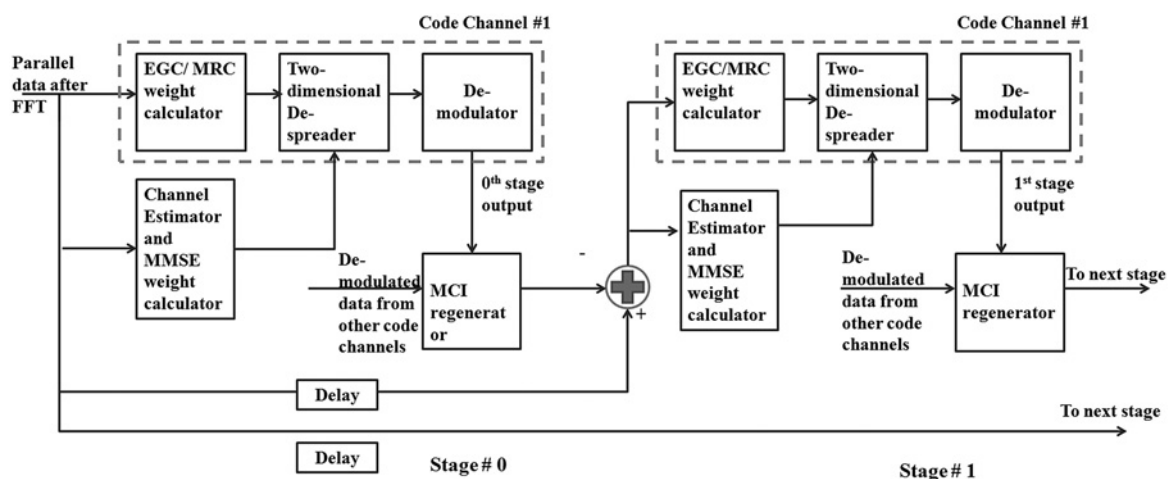 Code Channel #1
Code Channel #1
Parallel
data after
FFT
EGC/ MRC
weight
calculator
Two-
dimensional
De-
spreader
De-
modulator
EGC/MRC
weight
calculator
Two-
dimensional
De-
spreader
De-
modulator
0th stage
output
1st stage
output
Channel
Estimator
and
MMSE
weight
calculator
De-
modulated
data from
other code
channels
MCI
regenerat
or
-
+
Channel
Estimator
and
MMSE
weight
calculator
De-
modulated
data from
other code
channels
MCI
regenerator
To next stage
Delay
To next stage
Delay
Stage # 0
Stage # 1